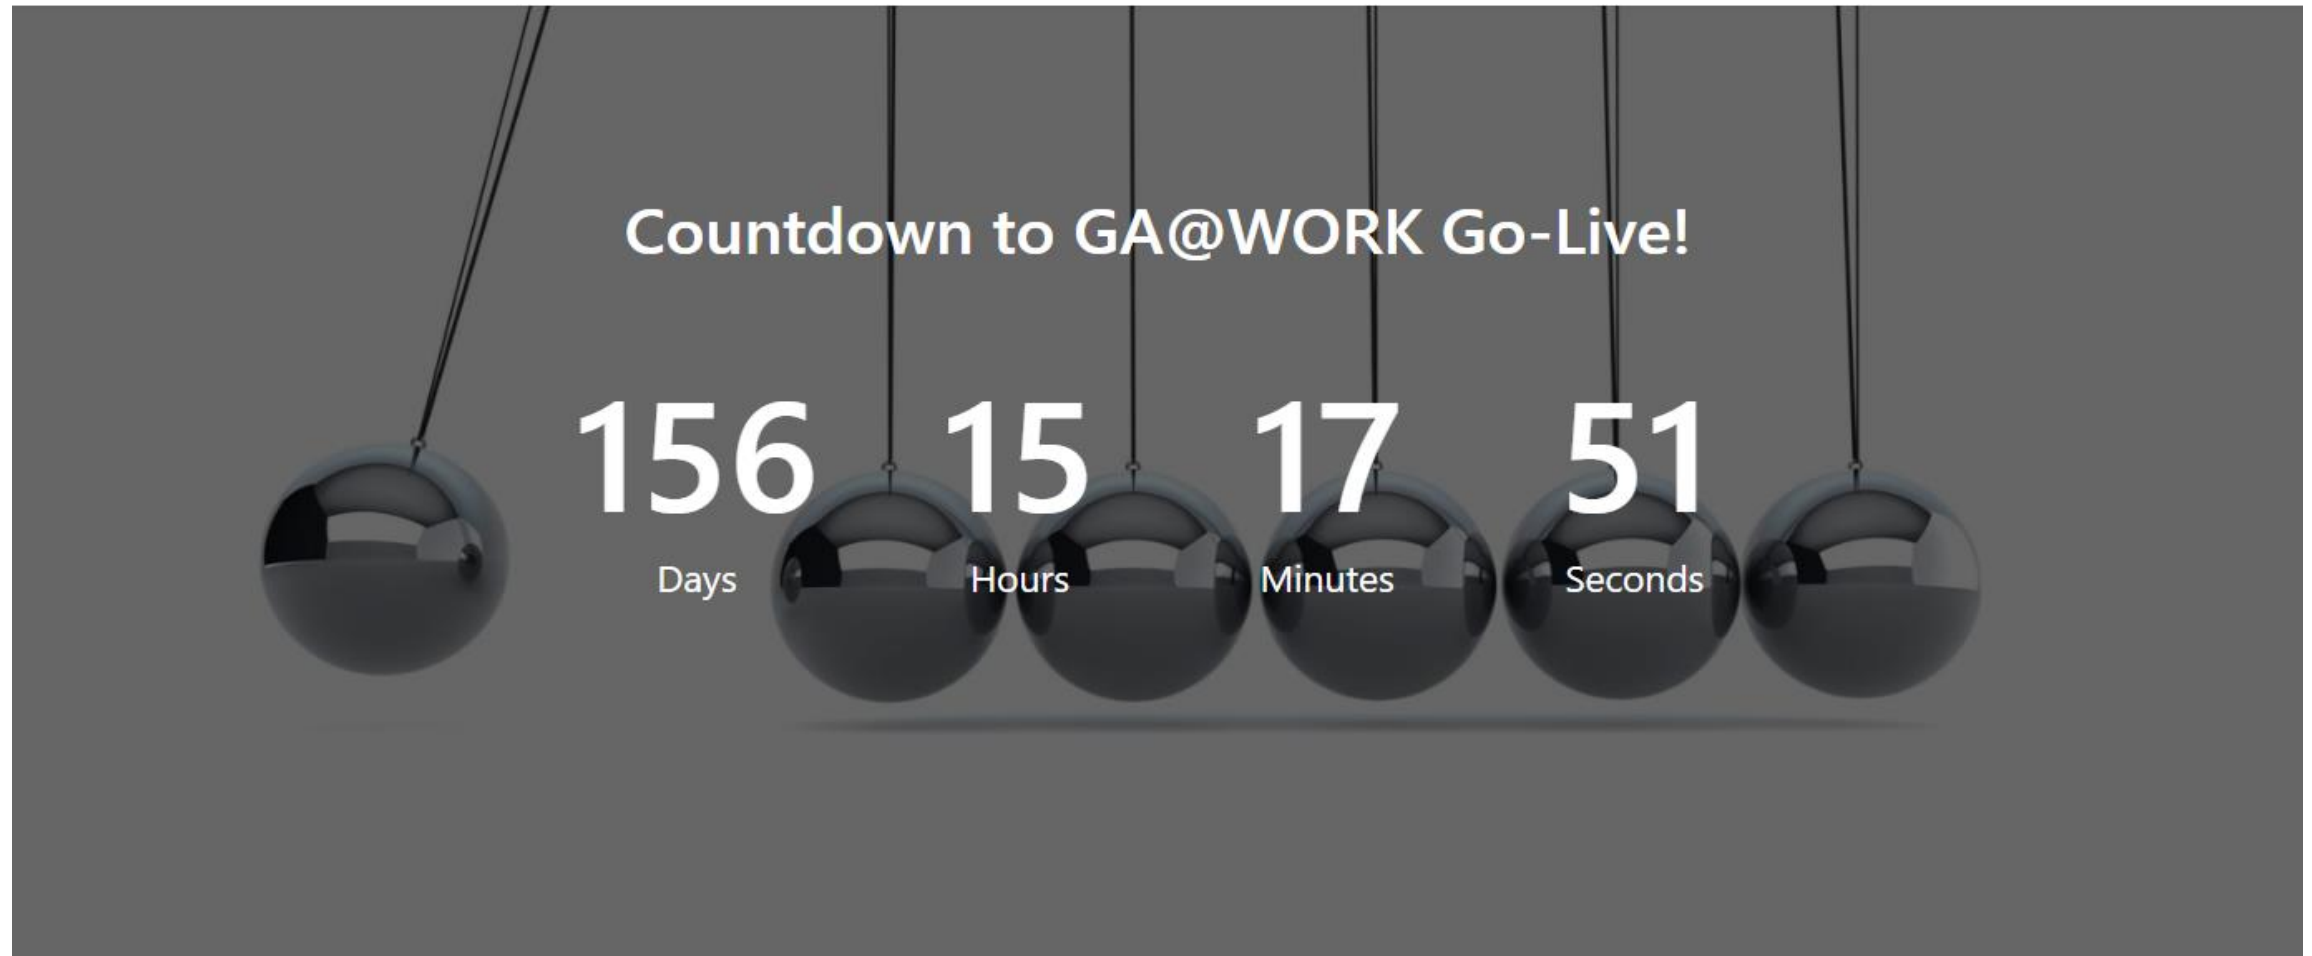 Countdown to GA@WORK Go-Live!
156 15 17 51
Days Hours Minutes Seconds